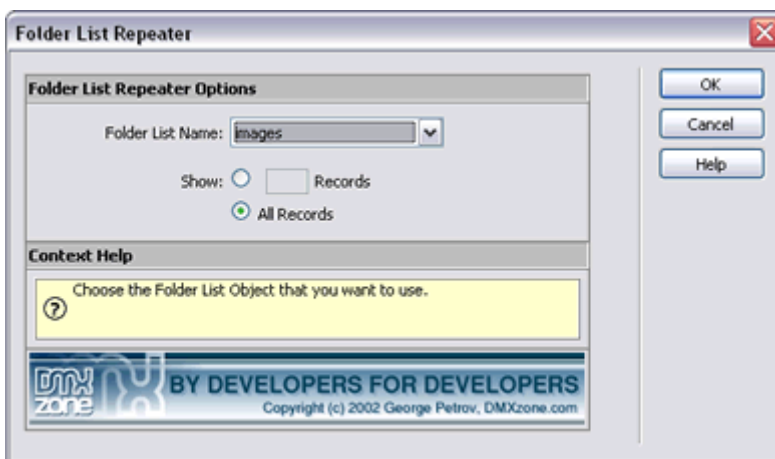 Folder List Repeater
Folder List Repeater Options
Folder List Name: images
Show: Records
All Records
OK
Cancel
Help
Context Help
Choose the Folder List Object that you want to use.
?
DMX zone
BY DEVELOPERS FOR DEVELOPERS
Copyright (c) 2002 George Petrov, DMXzone.com